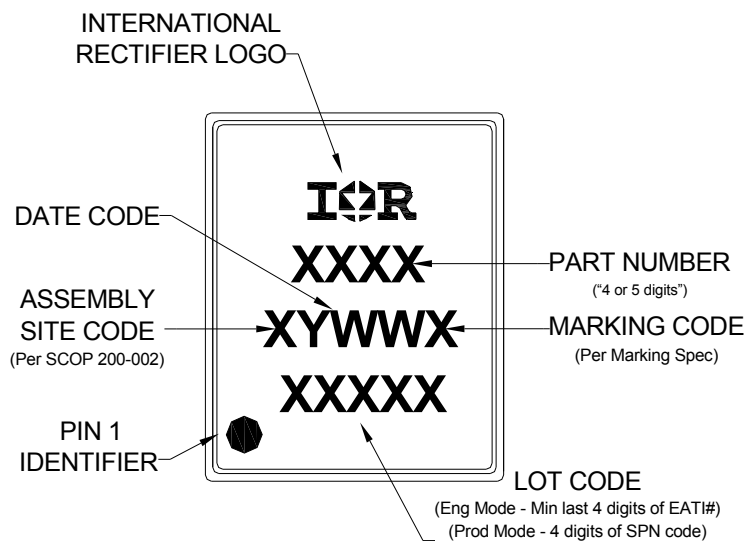 INTERNATIONAL
RECTIFIER LOGO
IOR
DATE CODE
XXXX
PART NUMBER
("4 or 5 digits")
ASSEMBLY
SITE CODE
(Per SCOP 200-002)
XYWWX
MARKING CODE
(Per Marking Spec)
XXXXX
PIN 1
IDENTIFIER
LOT CODE
(Eng Mode - Min last 4 digits of EATI#)
(Prod Mode - 4 digits of SPN code)